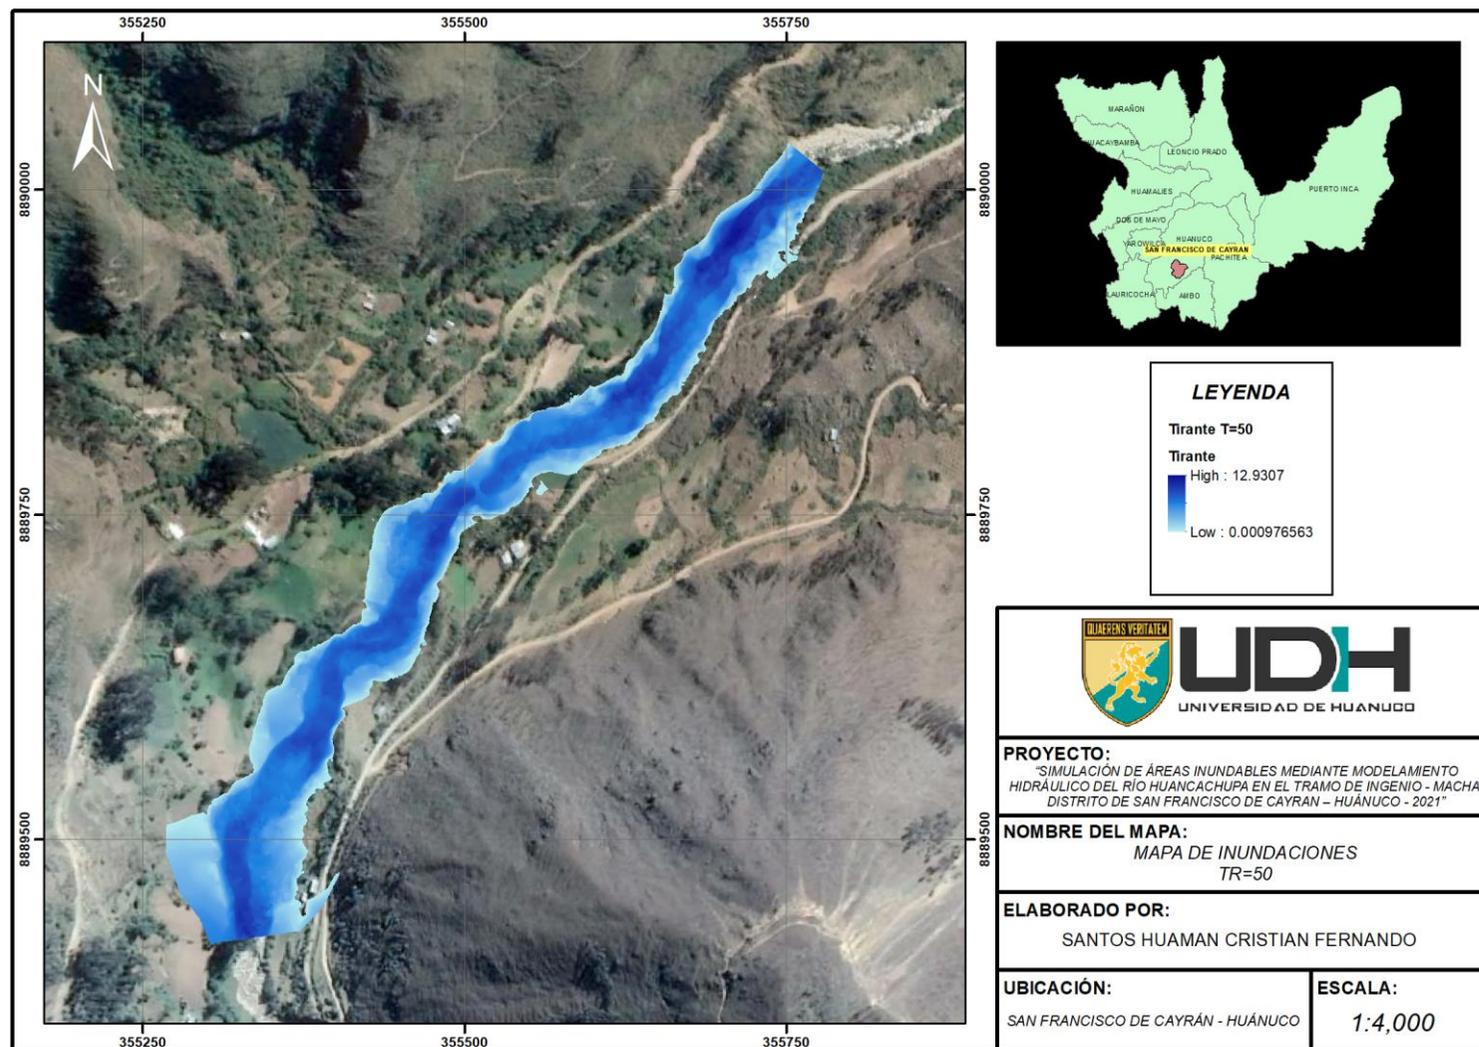 355250
355500
355750
N
8890000
8890000
8889750
8889750
8889500
8889500
355250
355500
355750
MARAÑON
HUACAYBAMBA
LEONCIO PRADO
HUAMALIES
PUERTO INCA
DOS DE MAYO
YAROWILCA
HUANUCO
SAN FRANCISCO DE CAYRAN
PACHITEA
LAURICOCHA
AMBO
LEYENDA
Tirante T=50
Tirante
High : 12.9307
Low : 0.000976563
QUAERENS VERITATEM
UDH
UNIVERSIDAD DE HUANUCO
PROYECTO:
"SIMULACIÓN DE ÁREAS INUNDABLES MEDIANTE MODELAMIENTO
HIDRÁULICO DEL RÍO HUANCACHUPA EN EL TRAMO DE INGENIO - MACHA
DISTRITO DE SAN FRANCISCO DE CAYRAN – HUÁNUCO - 2021"
NOMBRE DEL MAPA:
MAPA DE INUNDACIONES
TR=50
ELABORADO POR:
SANTOS HUAMAN CRISTIAN FERNANDO
UBICACIÓN:
SAN FRANCISCO DE CAYRÁN - HUÁNUCO
ESCALA:
1:4,000